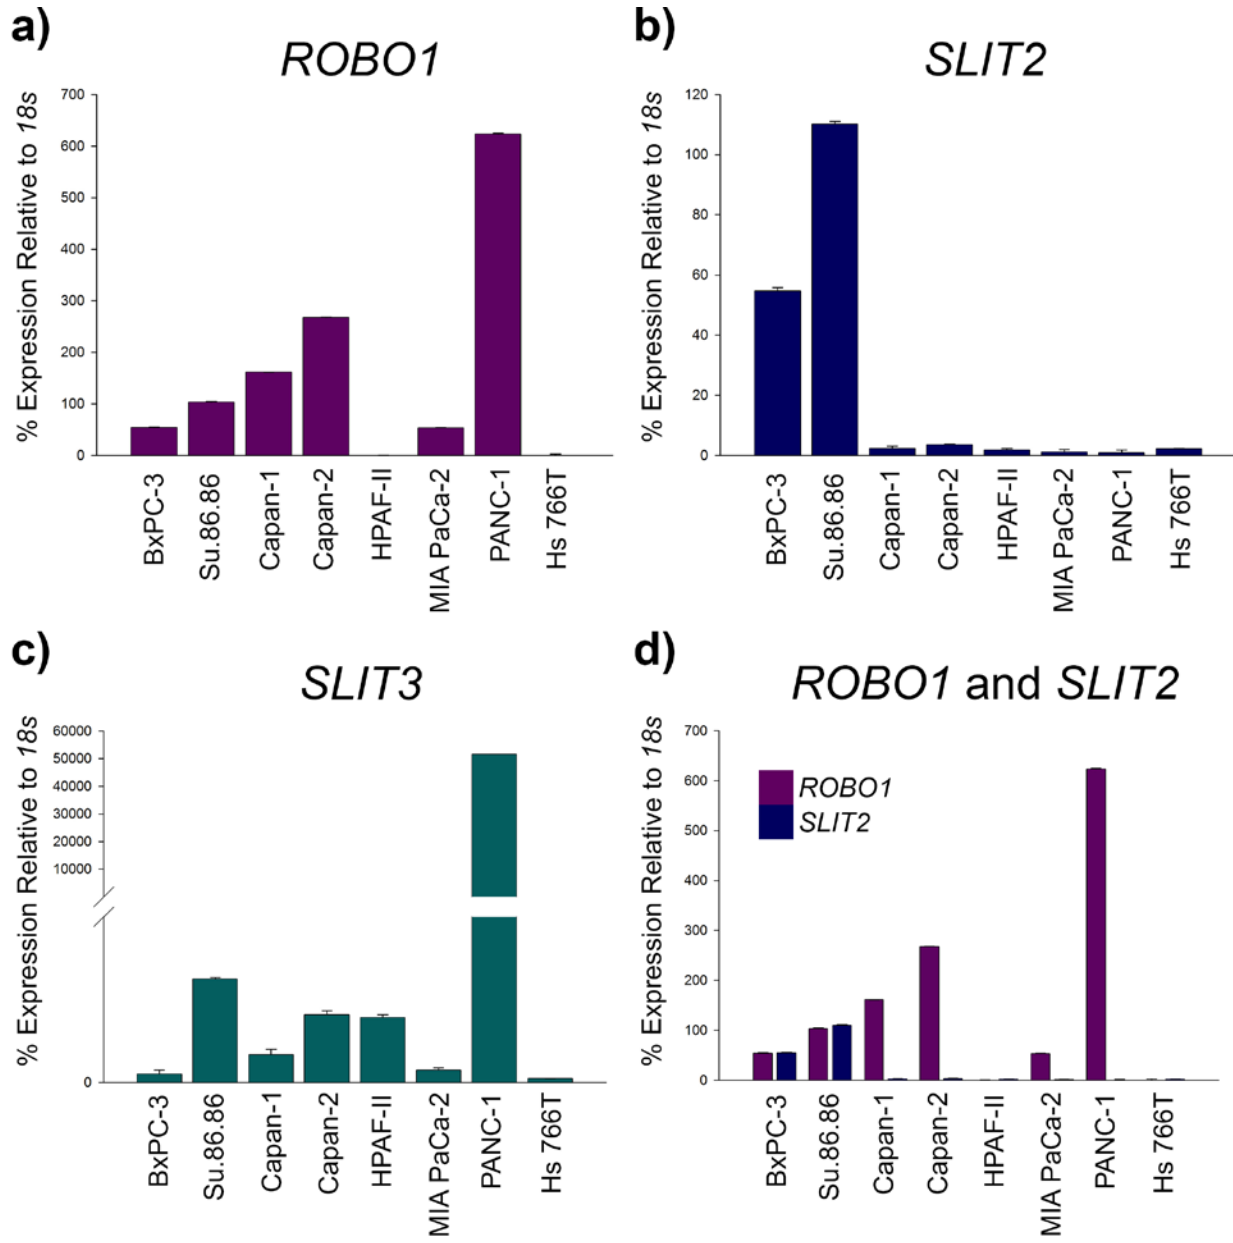 a)
ROBO1
% Expression Relative to 18s
700
600
500
400
300
200
100
0
BxPC-3
Su.86.86
Capan-1
Capan-2
HPAF-II
MIA PaCa-2
PANC-1
Hs 766T
b)
SLIT2
% Expression Relative to 18s
120
100
80
60
40
20
0
BxPC-3
Su.86.86
Capan-1
Capan-2
HPAF-II
MIA PaCa-2
PANC-1
Hs 766T
c)
SLIT3
% Expression Relative to 18s
60000
50000
40000
30000
20000
10000
0
BxPC-3
Su.86.86
Capan-1
Capan-2
HPAF-II
MIA PaCa-2
PANC-1
Hs 766T
d)
ROBO1 and SLIT2
% Expression Relative to 18s
700
600
500
400
300
200
100
0
ROBO1
SLIT2
BxPC-3
Su.86.86
Capan-1
Capan-2
HPAF-II
MIA PaCa-2
PANC-1
Hs 766T